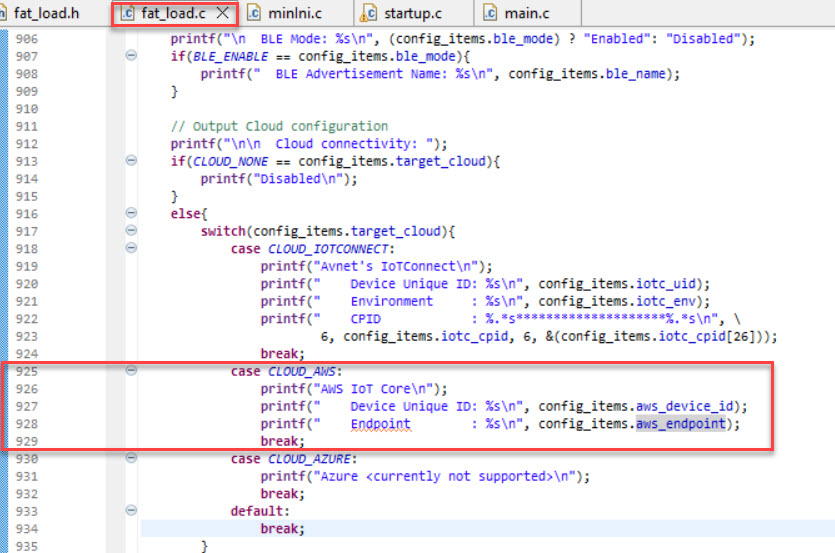 fat_load.h fat_load.c minIni.c startup.c main.c
906 printf("\n  BLE Mode: %s\n", (config_items.ble_mode) ? "Enabled": "Disabled");
907 if(BLE_ENABLE == config_items.ble_mode){
908 printf("  BLE Advertisement Name: %s\n", config_items.ble_name);
909 }
910
911 // Output Cloud configuration
912 printf("\n\n  Cloud connectivity: ");
913 if(CLOUD_NONE == config_items.target_cloud){
914 printf("Disabled\n");
915 }
916 else{
917 switch(config_items.target_cloud){
918 case CLOUD_IOTCONNECT:
919 printf("Avnet's IoTConnect\n");
920 printf("    Device Unique ID: %s\n", config_items.iotc_uid);
921 printf("    Environment     : %s\n", config_items.iotc_env);
922 printf("    CPID            : %.*s********************%.*s\n", \
923 6, config_items.iotc_cpid, 6, &(config_items.iotc_cpid[26]));
924 break;
925 case CLOUD_AWS:
926 printf("AWS IoT Core\n");
927 printf("    Device Unique ID: %s\n", config_items.aws_device_id);
928 printf("    Endpoint        : %s\n", config_items.aws_endpoint);
929 break;
930 case CLOUD_AZURE:
931 printf("Azure <currently not supported>\n");
932 break;
933 default:
934 break;
935 }